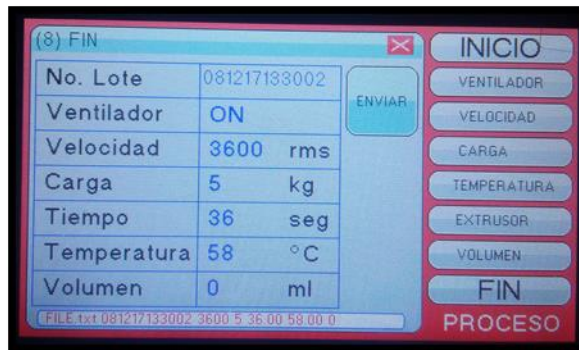 (8) FIN
No. Lote 081217133002
Ventilador ON
Velocidad 3600 rms
Carga 5 kg
Tiempo 36 seg
Temperatura 58 °C
Volumen 0 ml
FILE.txt 081217133002 3600 5 36.00 58.00 0
ENVIAR
INICIO
VENTILADOR
VELOCIDAD
CARGA
TEMPERATURA
EXTRUSOR
VOLUMEN
FIN
PROCESO